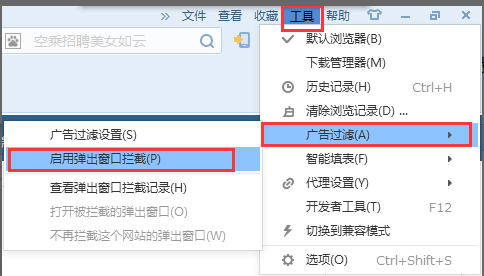 » 文件 查看 收藏 工具 帮助
空乘招聘美女如云
默认浏览器(B)
下载管理器(M)
历史记录(H) Ctrl+H
清除浏览记录(D) ...
广告过滤(A)
智能填表(F)
代理设置(Y)
开发者工具(T) F12
切换到兼容模式
选项(O) Ctrl+Shift+S
广告过滤设置(S)
启用弹出窗口拦截(P)
查看弹出窗口拦截记录(H)
打开被拦截的弹出窗口(O)
不再拦截这个网站的弹出窗口(W)